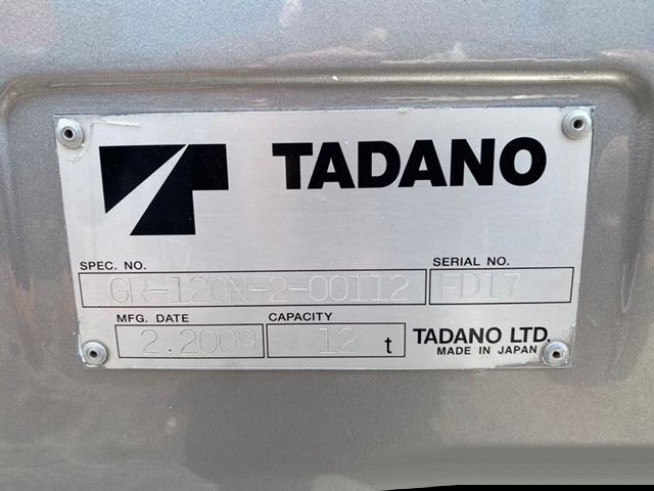 TADANO
SPEC. NO. SERIAL NO.
GR-120N-2-00112 FD17
MFG. DATE CAPACITY
2.2009 12 t TADANO LTD.
MADE IN JAPAN